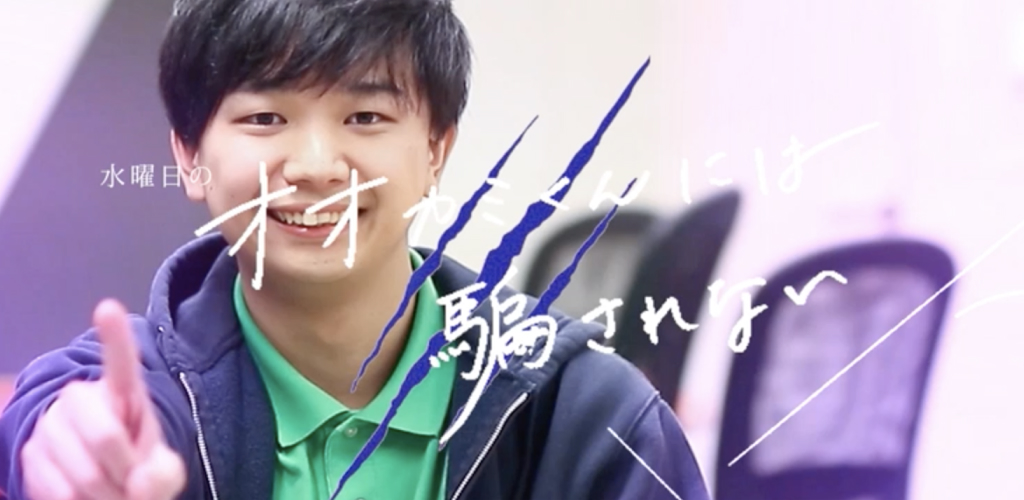 水曜日の
オオカミくんには
騙されない